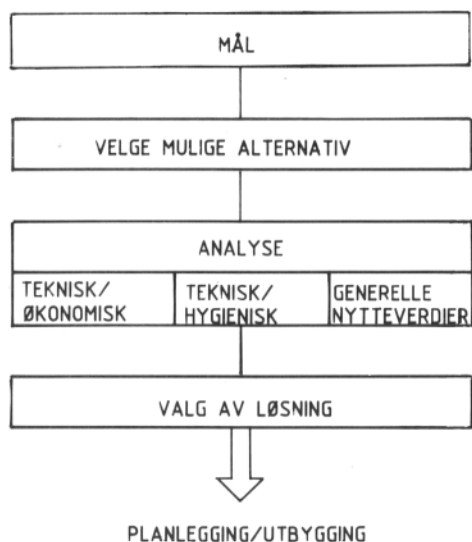 MÅL
VELGE MULIGE ALTERNATIV
ANALYSE
TEKNISK/
ØKONOMISK
TEKNISK/
HYGIENISK
GENERELLE
NYTTEVERDIER
VALG AV LØSNING
PLANLEGGING/UTBYGGING